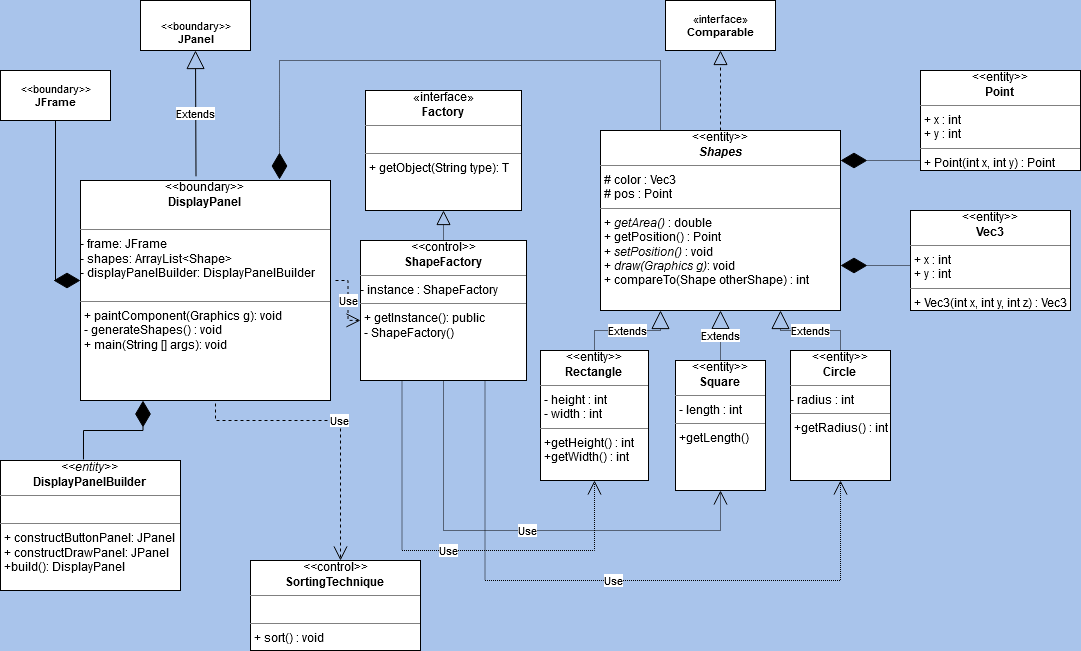 <<boundary>>
JPanel
<<boundary>>
JFrame
Extends
«interface»
Comparable
«interface»
Factory
+ getObject(String type): T
<<entity>>
Point
+ x : int
+ y : int
+ Point(int x, int y) : Point
<<entity>>
Shapes
# color : Vec3
# pos : Point
+ getArea() : double
+ getPosition() : Point
+ setPosition() : void
+ draw(Graphics g): void
+ compareTo(Shape otherShape) : int
<<boundary>>
DisplayPanel
- frame: JFrame
- shapes: ArrayList<Shape>
- displayPanelBuilder: DisplayPanelBuilder
+ paintComponent(Graphics g): void
- generateShapes() : void
+ main(String [] args): void
Use
<<control>>
ShapeFactory
- instance : ShapeFactory
+ getInstance(): public
- ShapeFactory()
<<entity>>
Vec3
+ x : int
+ y : int
+ Vec3(int x, int y, int z) : Vec3
Extends
Extends
Extends
<<entity>>
Rectangle
- height : int
- width : int
+getHeight() : int
+getWidth() : int
<<entity>>
Square
- length : int
+getLength()
<<entity>>
Circle
- radius : int
+getRadius() : int
Use
<<entity>>
DisplayPanelBuilder
+ constructButtonPanel: JPanel
+ constructDrawPanel: JPanel
+build(): DisplayPanel
Use
Use
Use
<<control>>
SortingTechnique
+ sort() : void